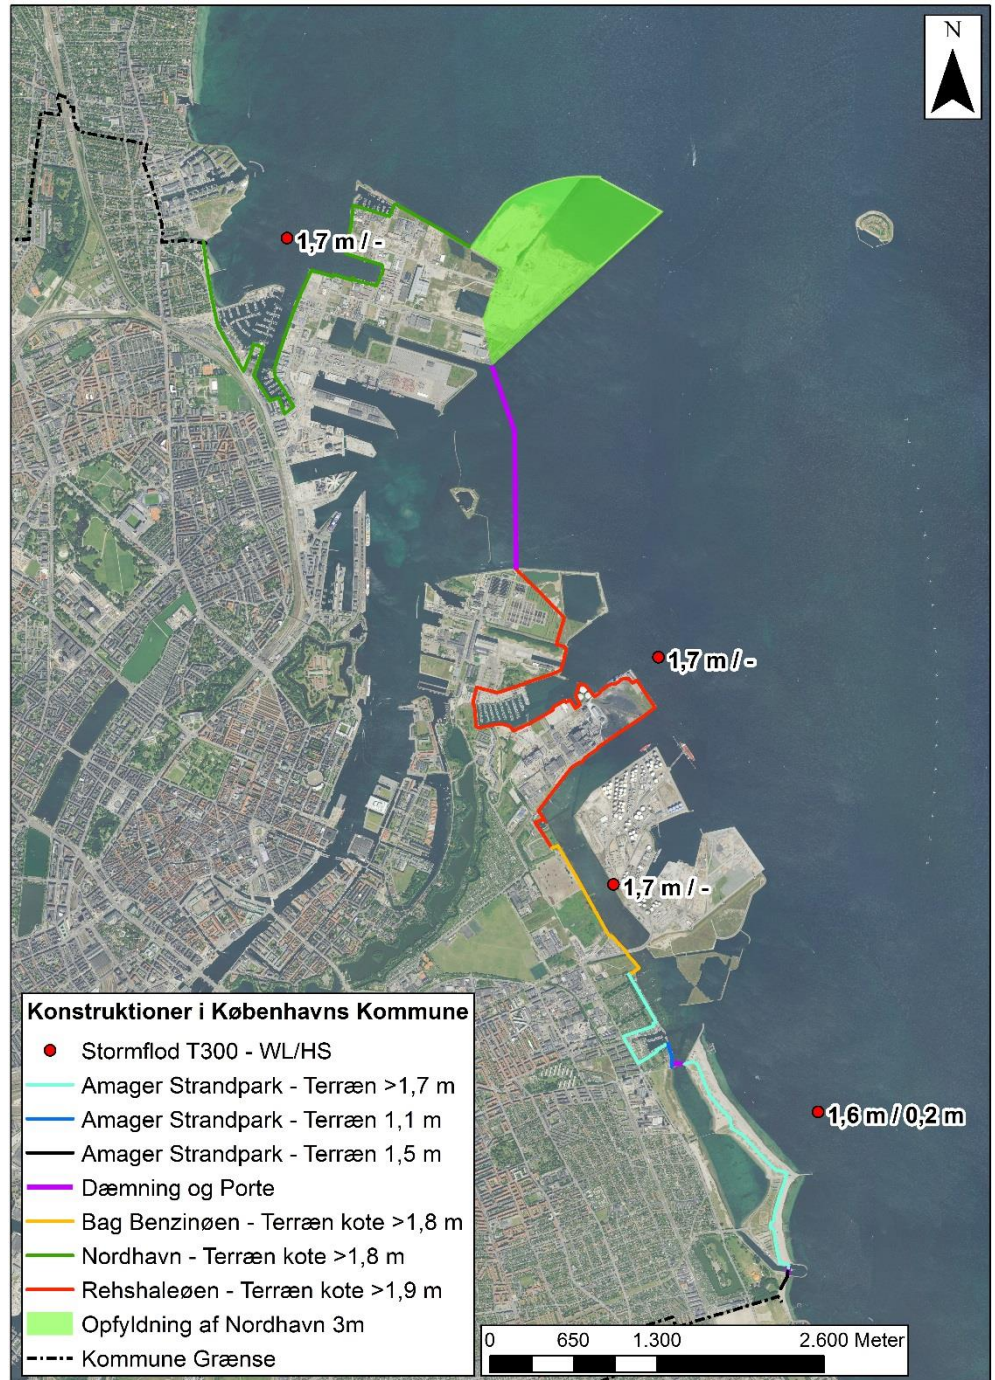 N
1,7 m / -
1,7 m / -
1,7 m / -
1,6 m / 0,2 m
Konstruktioner i Københavns Kommune
Stormflod T300 - WL/HS
Amager Strandpark - Terræn >1,7 m
Amager Strandpark - Terræn 1,1 m
Amager Strandpark - Terræn 1,5 m
Dæmning og Porte
Bag Benzinøen - Terræn kote >1,8 m
Nordhavn - Terræn kote >1,8 m
Rehshaleøen - Terræn kote >1,9 m
Opfyldning af Nordhavn 3m
Kommune Grænse
0 650 1.300 2.600 Meter